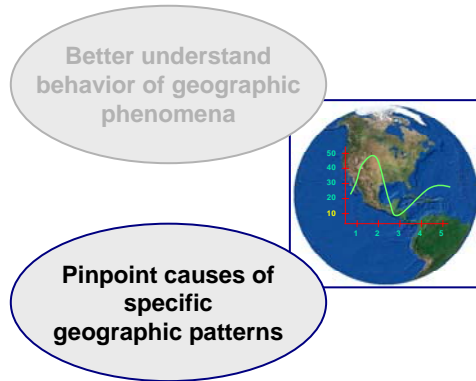 Better understand
behavior of geographic
phenomena
50
40
30
20
10
1 2 3 4 5
Pinpoint causes of
specific
geographic patterns